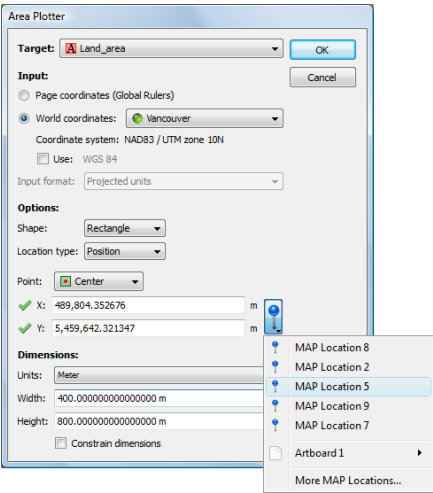 Area Plotter
Target: Land_area
OK
Input:
Cancel
Page coordinates (Global Rulers)
World coordinates: Vancouver
Coordinate system: NAD83 / UTM zone 10N
Use: WGS 84
Input format: Projected units
Options:
Shape: Rectangle
Location type: Position
Point: Center
X: 489,804.352676 m
Y: 5,459,642.321347 m
Dimensions:
Units: Meter
Width: 400.000000000000000 m
Height: 800.000000000000000 m
Constrain dimensions
MAP Location 8
MAP Location 2
MAP Location 5
MAP Location 9
MAP Location 7
Artboard 1
More MAP Locations...